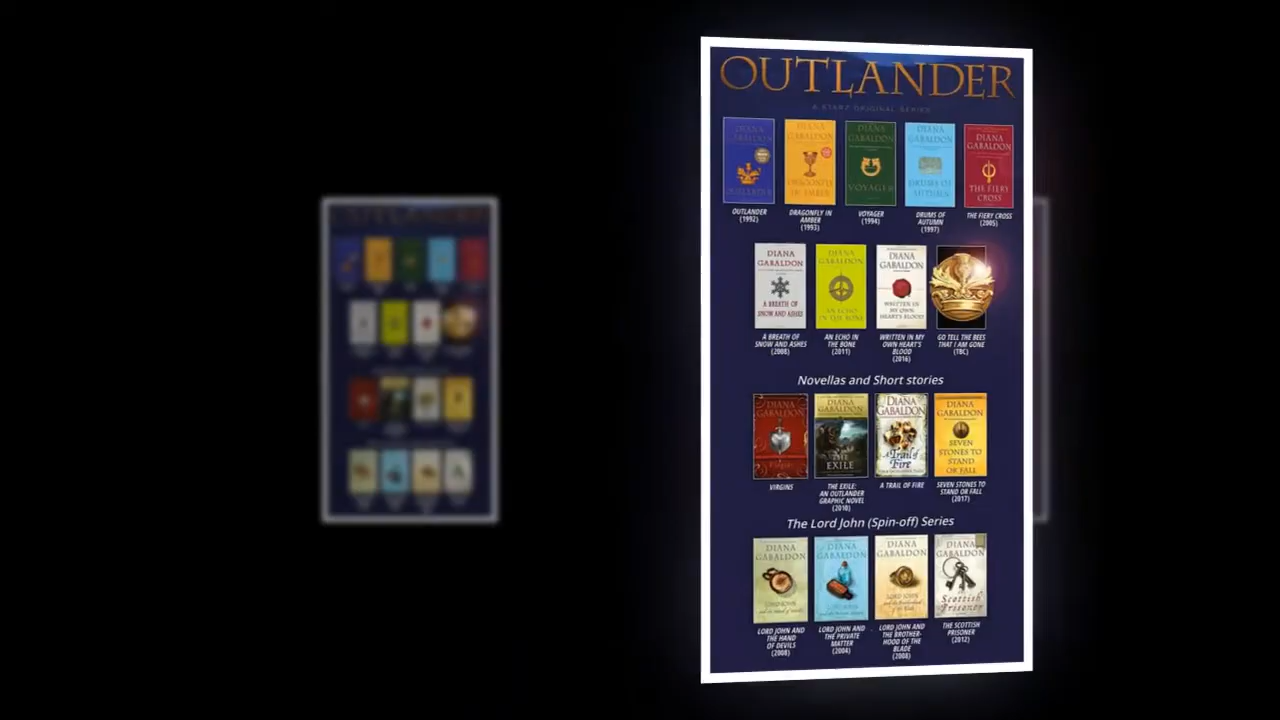 OUTLANDER
A STARZ ORIGINAL SERIES
DIANA GABALDON
DIANA GABALDON
DIANA GABALDON
DIANA GABALDON
DIANA GABALDON
OUTLANDER
DRAGONFLY IN AMBER
VOYAGER
DRUMS OF AUTUMN
THE FIERY CROSS
OUTLANDER
(1992)
DRAGONFLY IN
AMBER
(1993)
VOYAGER
(1994)
DRUMS OF
AUTUMN
(1997)
THE FIERY CROSS
(2005)
DIANA GABALDON
A BREATH OF
SNOW AND ASHES
DIANA GABALDON
AN ECHO
IN THE BONE
DIANA GABALDON
WRITTEN IN
MY OWN
HEART'S BLOOD
A BREATH OF
SNOW AND ASHES
(2008)
AN ECHO IN
THE BONE
(2011)
WRITTEN IN MY
OWN HEART'S
BLOOD
(2016)
GO TELL THE BEES
THAT I AM GONE
(TBC)
Novellas and Short stories
DIANA GABALDON
Virgins
DIANA GABALDON
THE
EXILE
DIANA GABALDON
A Trail of
Fire
DIANA GABALDON
SEVEN
STONES TO
STAND
OR FALL
VIRGINS
THE EXILE:
AN OUTLANDER
GRAPHIC NOVEL
(2010)
A TRAIL OF FIRE
SEVEN STONES TO
STAND OR FALL
(2017)
The Lord John (Spin-off) Series
DIANA GABALDON
LORD JOHN
DIANA GABALDON
LORD JOHN
DIANA GABALDON
LORD JOHN
DIANA GABALDON
Scottish
Prisoner
LORD JOHN AND
THE HAND
OF DEVILS
(2008)
LORD JOHN AND
THE PRIVATE
MATTER
(2004)
LORD JOHN AND
THE BROTHER-
HOOD OF THE
BLADE
(2008)
THE SCOTTISH
PRISONER
(2012)